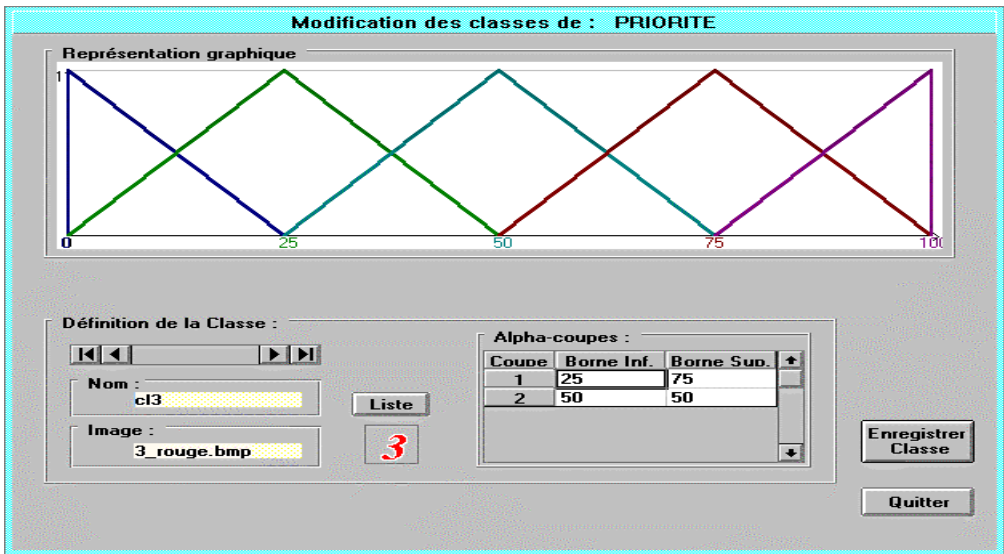 Modification des classes de : PRIORITE
Représentation graphique
1
0 25 50 75 100
Définition de la Classe :
Nom :
cl3
Image :
3_rouge.bmp
Liste
3
Alpha-coupes :
Coupe Borne Inf. Borne Sup.
1 25 75
2 50 50
Enregistrer
Classe
Quitter